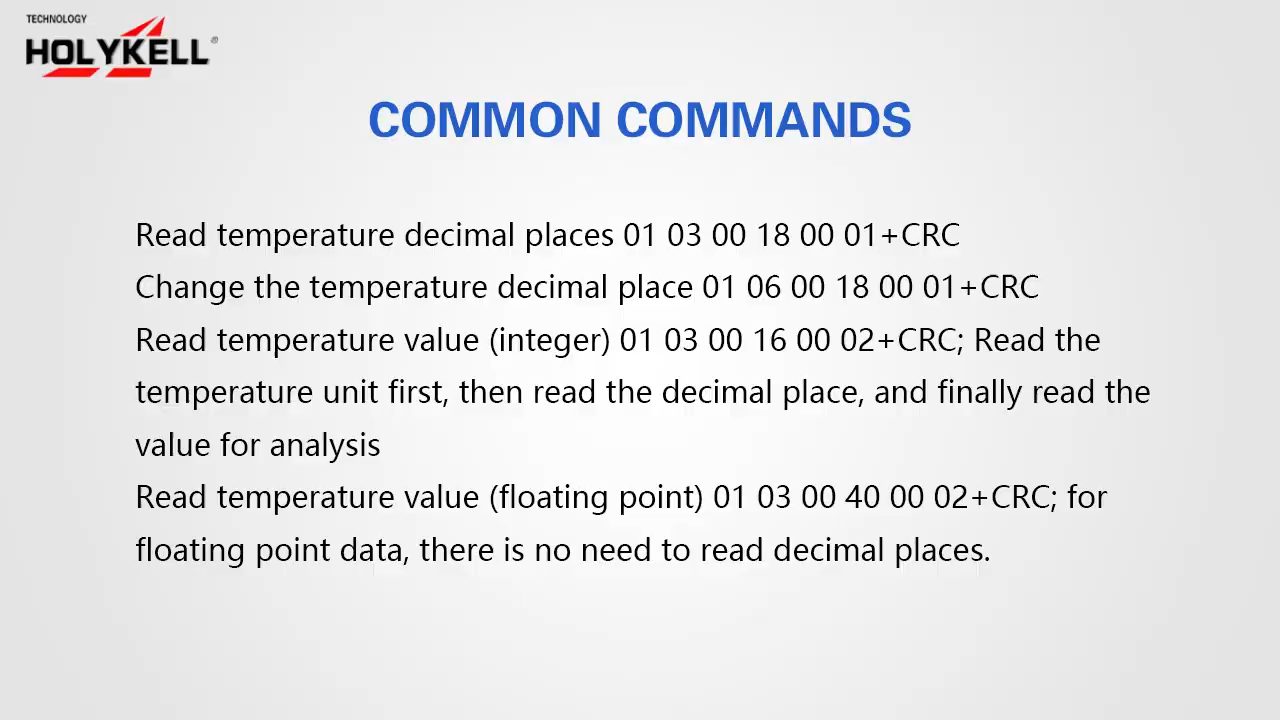 TECHNOLOGY
HOLYKELL®
COMMON COMMANDS
Read temperature decimal places 01 03 00 18 00 01+CRC
Change the temperature decimal place 01 06 00 18 00 01+CRC
Read temperature value (integer) 01 03 00 16 00 02+CRC; Read the
temperature unit first, then read the decimal place, and finally read the
value for analysis
Read temperature value (floating point) 01 03 00 40 00 02+CRC; for
floating point data, there is no need to read decimal places.